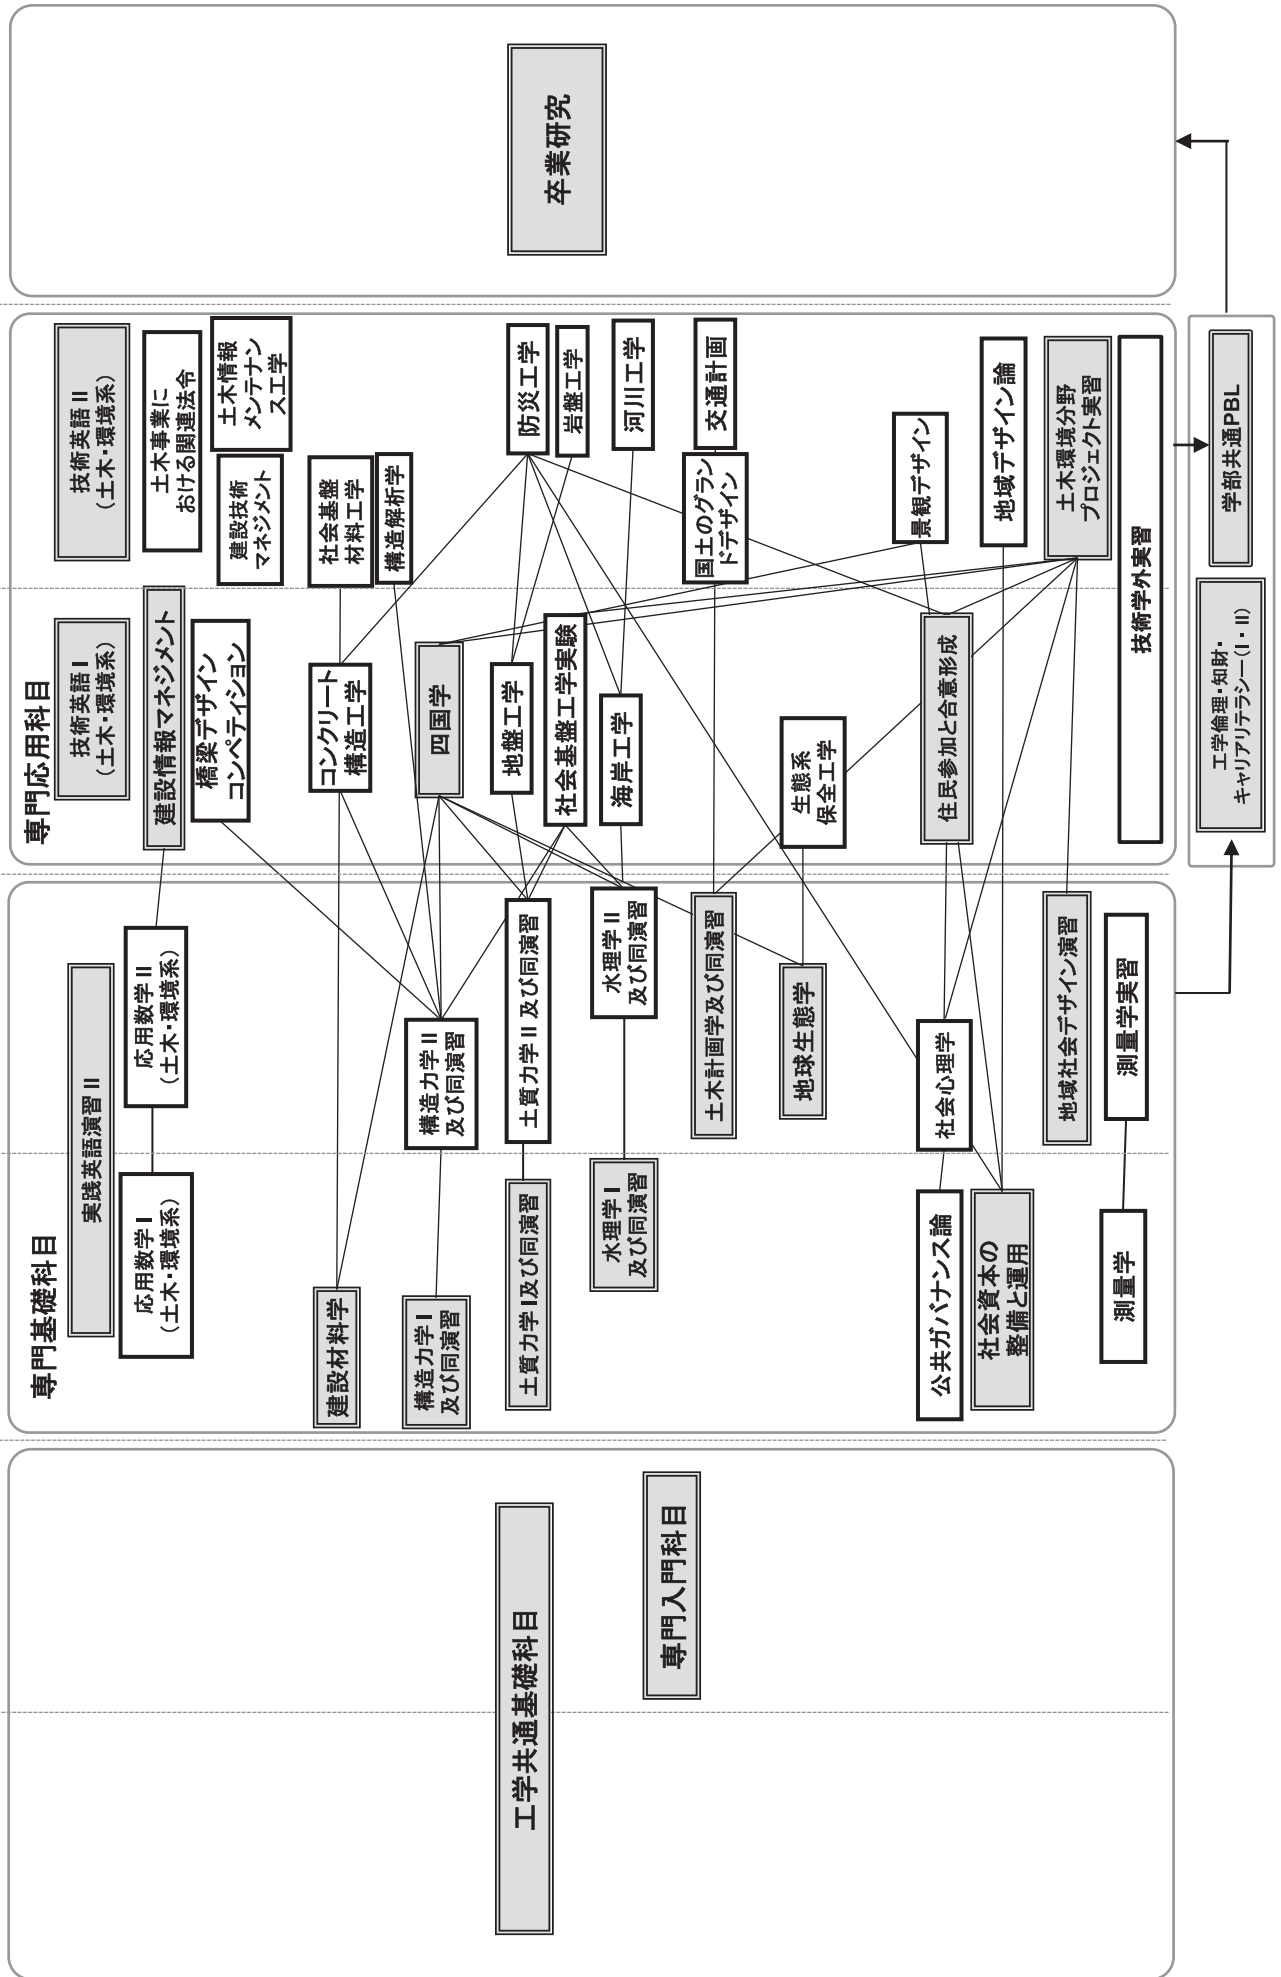 工学共通基礎科目
専門入門科目
専門基礎科目
実践英語演習 II
応用数学 I
（土木・環境系）
応用数学 II
（土木・環境系）
建設材料学
構造力学 I
及び同演習
構造力学 II
及び同演習
土質力学 I 及び同演習
土質力学 II 及び同演習
水理学 I
及び同演習
水理学 II
及び同演習
土木計画学及び同演習
地球生態学
公共ガバナンス論
社会心理学
社会資本の
整備と運用
地域社会デザイン演習
測量学
測量学実習
専門応用科目
技術英語 I
（土木・環境系）
技術英語 II
（土木・環境系）
建設情報マネジメント
土木事業に
おける関連法令
橋梁デザイン
コンペティション
建設技術
マネジメント
土木情報
メンテナン
ス工学
コンクリート
構造工学
社会基盤
材料工学
構造解析学
四国学
地盤工学
防災工学
社会基盤工学実験
岩盤工学
海岸工学
河川工学
国土のグラン
ドデザイン
交通計画
生態系
保全工学
住民参加と合意形成
景観デザイン
地域デザイン論
土木環境分野
プロジェクト実習
技術学外実習
工学倫理・知財・
キャリアリテラシー（I・II）
学部共通PBL
卒業研究